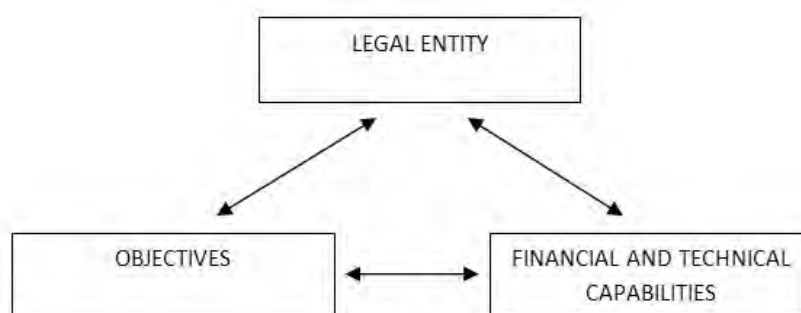 LEGAL ENTITY
OBJECTIVES
FINANCIAL AND TECHNICAL
CAPABILITIES